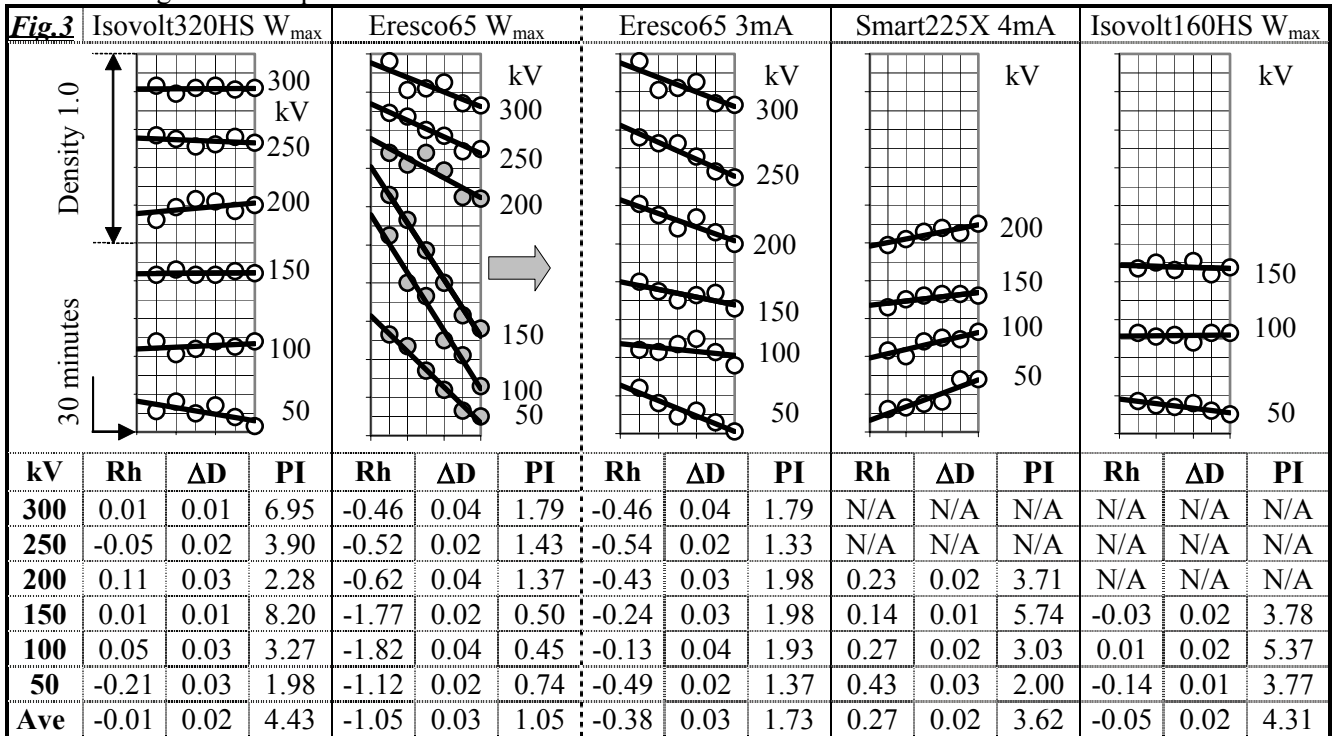 Fig.3 Isovolt320HS Wmax Eresco65 Wmax Eresco65 3mA Smart225X 4mA Isovolt160HS Wmax
Density 1.0
30 minutes
300
kV
250
200
150
100
50
kV
300
250
200
150
100
50
kV
300
250
200
150
100
50
kV
200
150
100
50
kV
150
100
50
kV Rh ΔD PI Rh ΔD PI Rh ΔD PI Rh ΔD PI Rh ΔD PI
300 0.01 0.01 6.95 -0.46 0.04 1.79 -0.46 0.04 1.79 N/A N/A N/A N/A N/A N/A
250 -0.05 0.02 3.90 -0.52 0.02 1.43 -0.54 0.02 1.33 N/A N/A N/A N/A N/A N/A
200 0.11 0.03 2.28 -0.62 0.04 1.37 -0.43 0.03 1.98 0.23 0.02 3.71 N/A N/A N/A
150 0.01 0.01 8.20 -1.77 0.02 0.50 -0.24 0.03 1.98 0.14 0.01 5.74 -0.03 0.02 3.78
100 0.05 0.03 3.27 -1.82 0.04 0.45 -0.13 0.04 1.93 0.27 0.02 3.03 0.01 0.02 5.37
50 -0.21 0.03 1.98 -1.12 0.02 0.74 -0.49 0.02 1.37 0.43 0.03 2.00 -0.14 0.01 3.77
Ave -0.01 0.02 4.43 -1.05 0.03 1.05 -0.38 0.03 1.73 0.27 0.02 3.62 -0.05 0.02 4.31